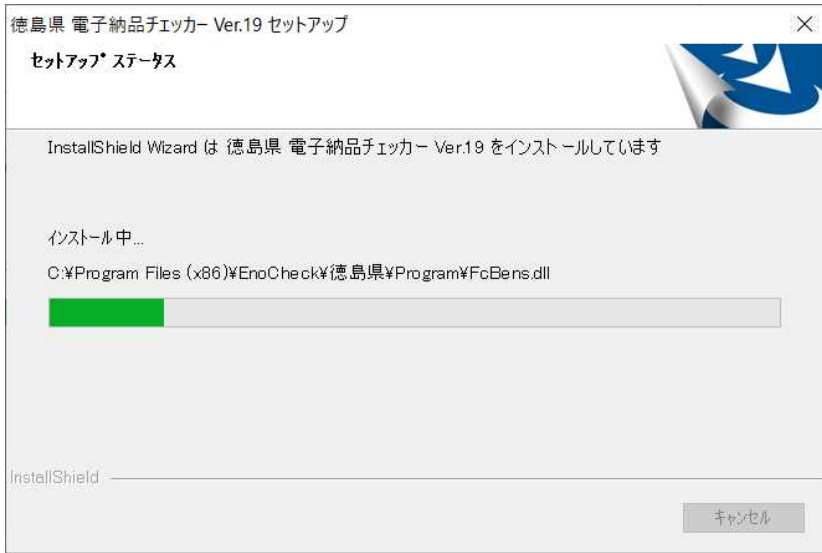 徳島県 電子納品チェッカー Ver.19 セットアップ
セットアップ ステータス
InstallShield Wizard は 徳島県 電子納品チェッカー Ver.19 をインストールしています
インストール中...
C:¥Program Files (x86)¥EnoCheck¥徳島県¥Program¥FcBens.dll
InstallShield
キャンセル